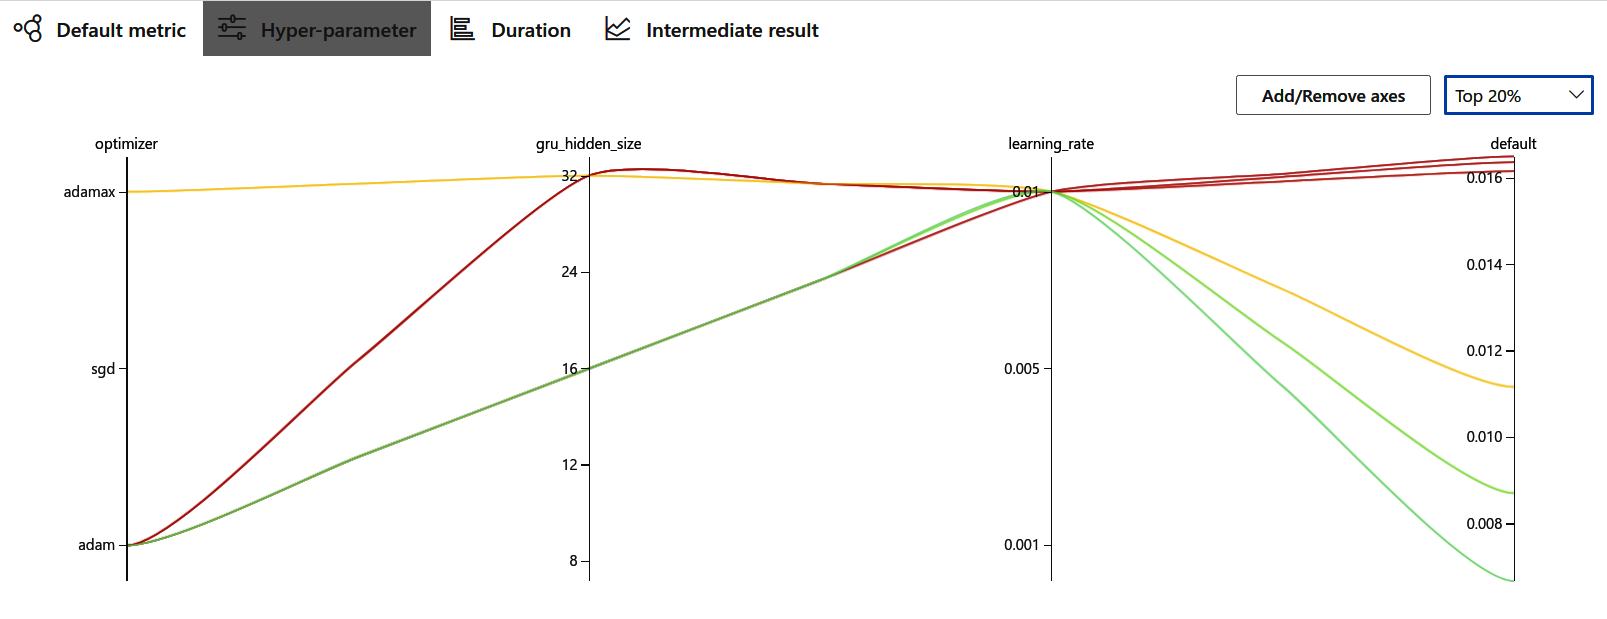 Default metric
Hyper-parameter
Duration
Intermediate result
Add/Remove axes
Top 20%
optimizer
gru_hidden_size
learning_rate
default
adamax
sgd
adam
32
24
16
12
8
0.01
0.005
0.001
0.016
0.014
0.012
0.010
0.008